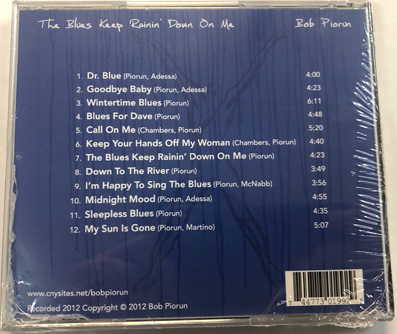 The Blues Keep Rainin' Down On Me Bob Piorun
1. Dr. Blue (Piorun, Adessa) 4:00
2. Goodbye Baby (Piorun, Adessa) 4:23
3. Wintertime Blues (Piorun) 6:11
4. Blues For Dave (Piorun) 4:48
5. Call On Me (Chambers, Piorun) 5:20
6. Keep Your Hands Off My Woman (Chambers, Piorun) 4:40
7. The Blues Keep Rainin' Down On Me (Piorun) 4:23
8. Down To The River (Piorun) 3:49
9. I'm Happy To Sing The Blues (Piorun, McNabb) 3:56
10. Midnight Mood (Piorun, Adessa) 4:55
11. Sleepless Blues (Piorun) 4:35
12. My Sun Is Gone (Piorun, Martino) 5:07
www.cnysites.net/bobpiorun
Recorded 2012 Copyright © 2012 Bob Piorun